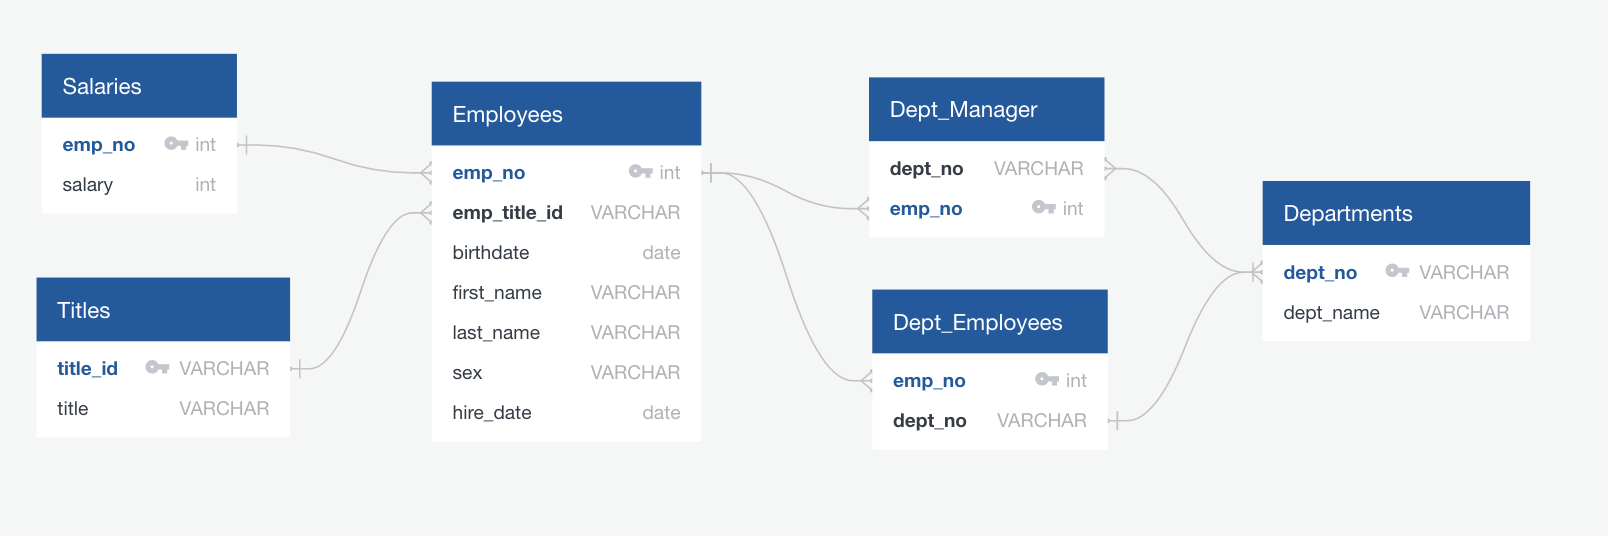 Salaries
emp_no int
salary int
Titles
title_id VARCHAR
title VARCHAR
Employees
emp_no int
emp_title_id VARCHAR
birthdate date
first_name VARCHAR
last_name VARCHAR
sex VARCHAR
hire_date date
Dept_Manager
dept_no VARCHAR
emp_no int
Dept_Employees
emp_no int
dept_no VARCHAR
Departments
dept_no VARCHAR
dept_name VARCHAR